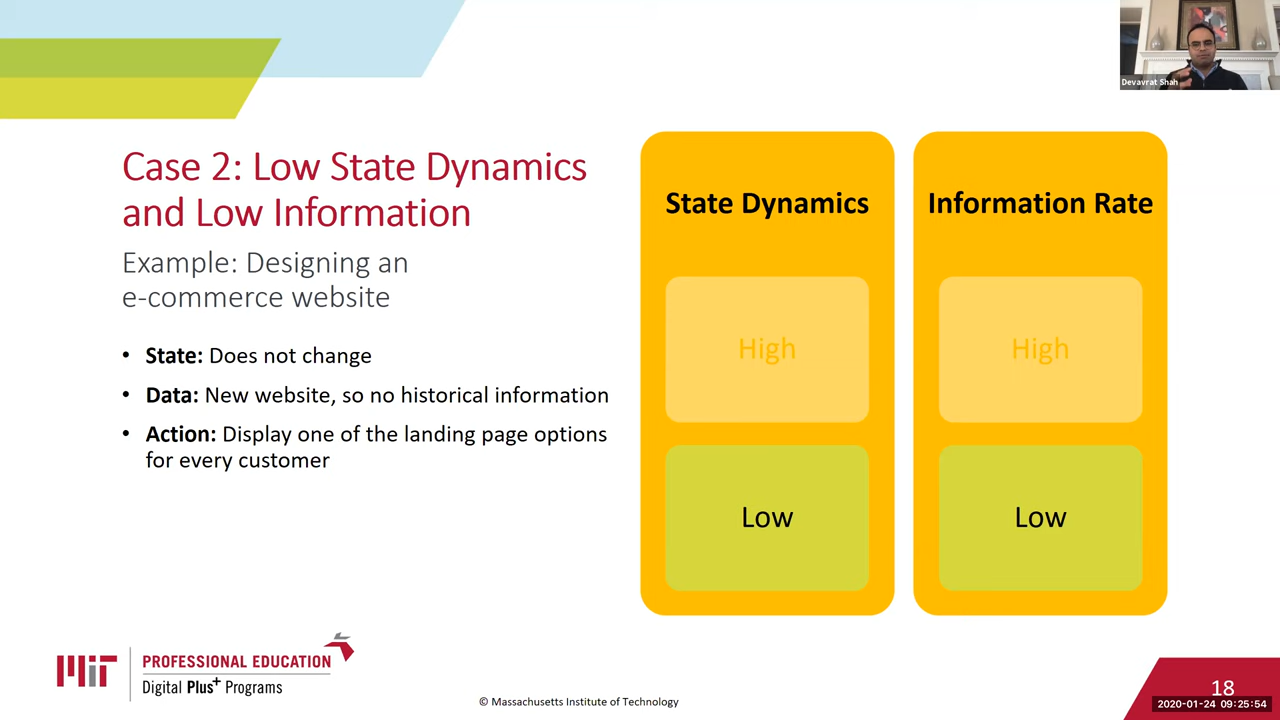 Devavrat Shah
Case 2: Low State Dynamics
and Low Information
Example: Designing an
e-commerce website
• State: Does not change
• Data: New website, so no historical information
• Action: Display one of the landing page options
for every customer
State Dynamics
High
Low
Information Rate
High
Low
MIT
PROFESSIONAL EDUCATION
Digital Plus+ Programs
© Massachusetts Institute of Technology
18
2020-01-24 09:25:54